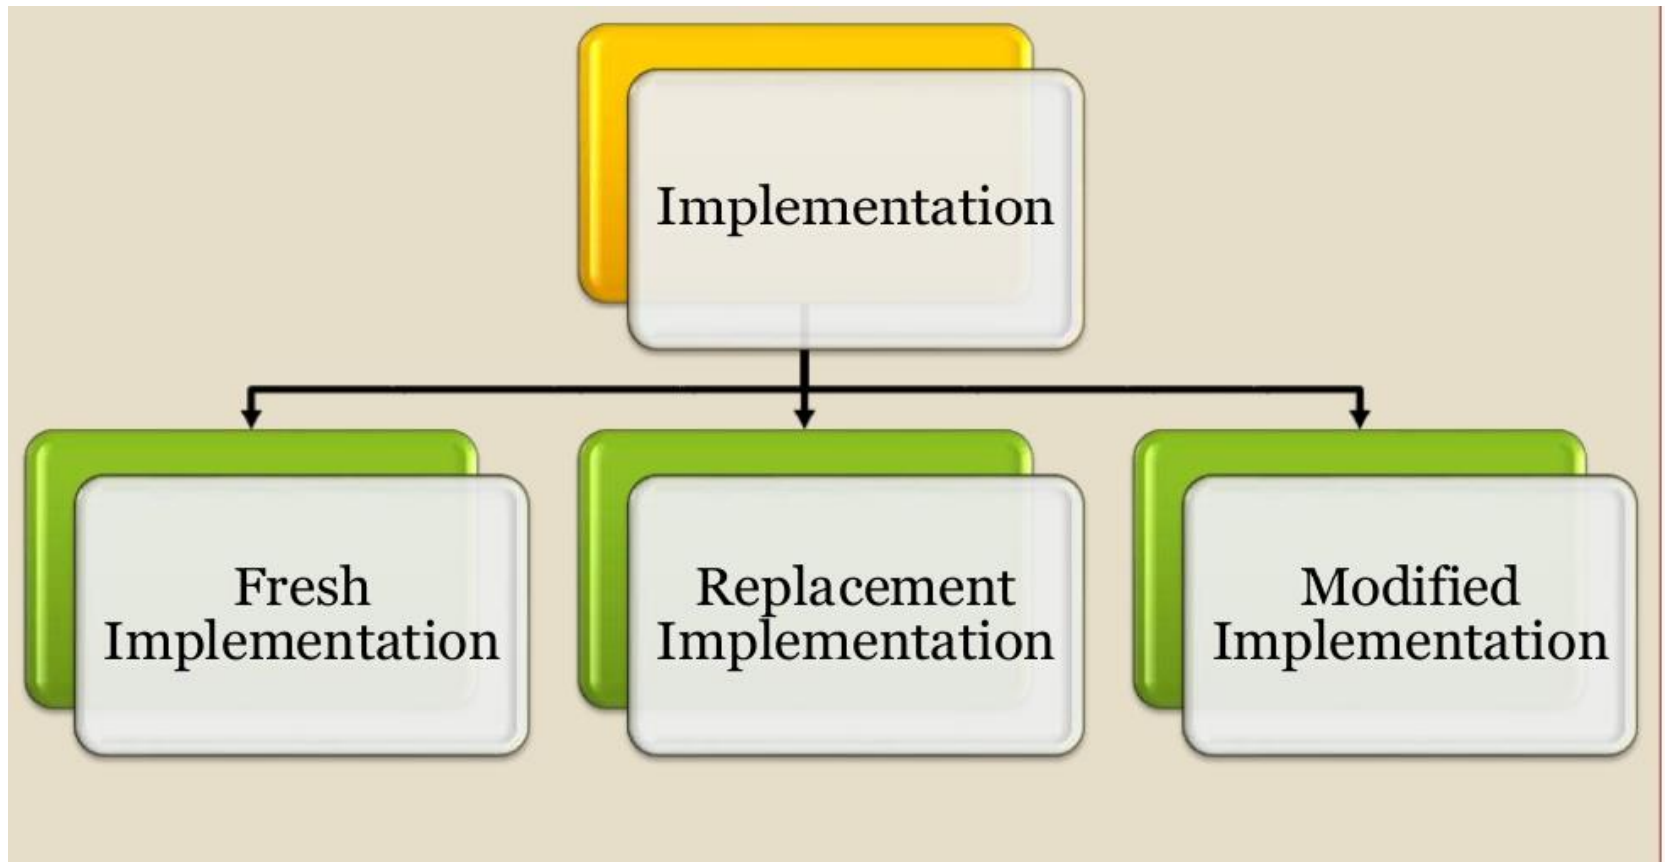 Implementation
Fresh
Implementation
Replacement
Implementation
Modified
Implementation